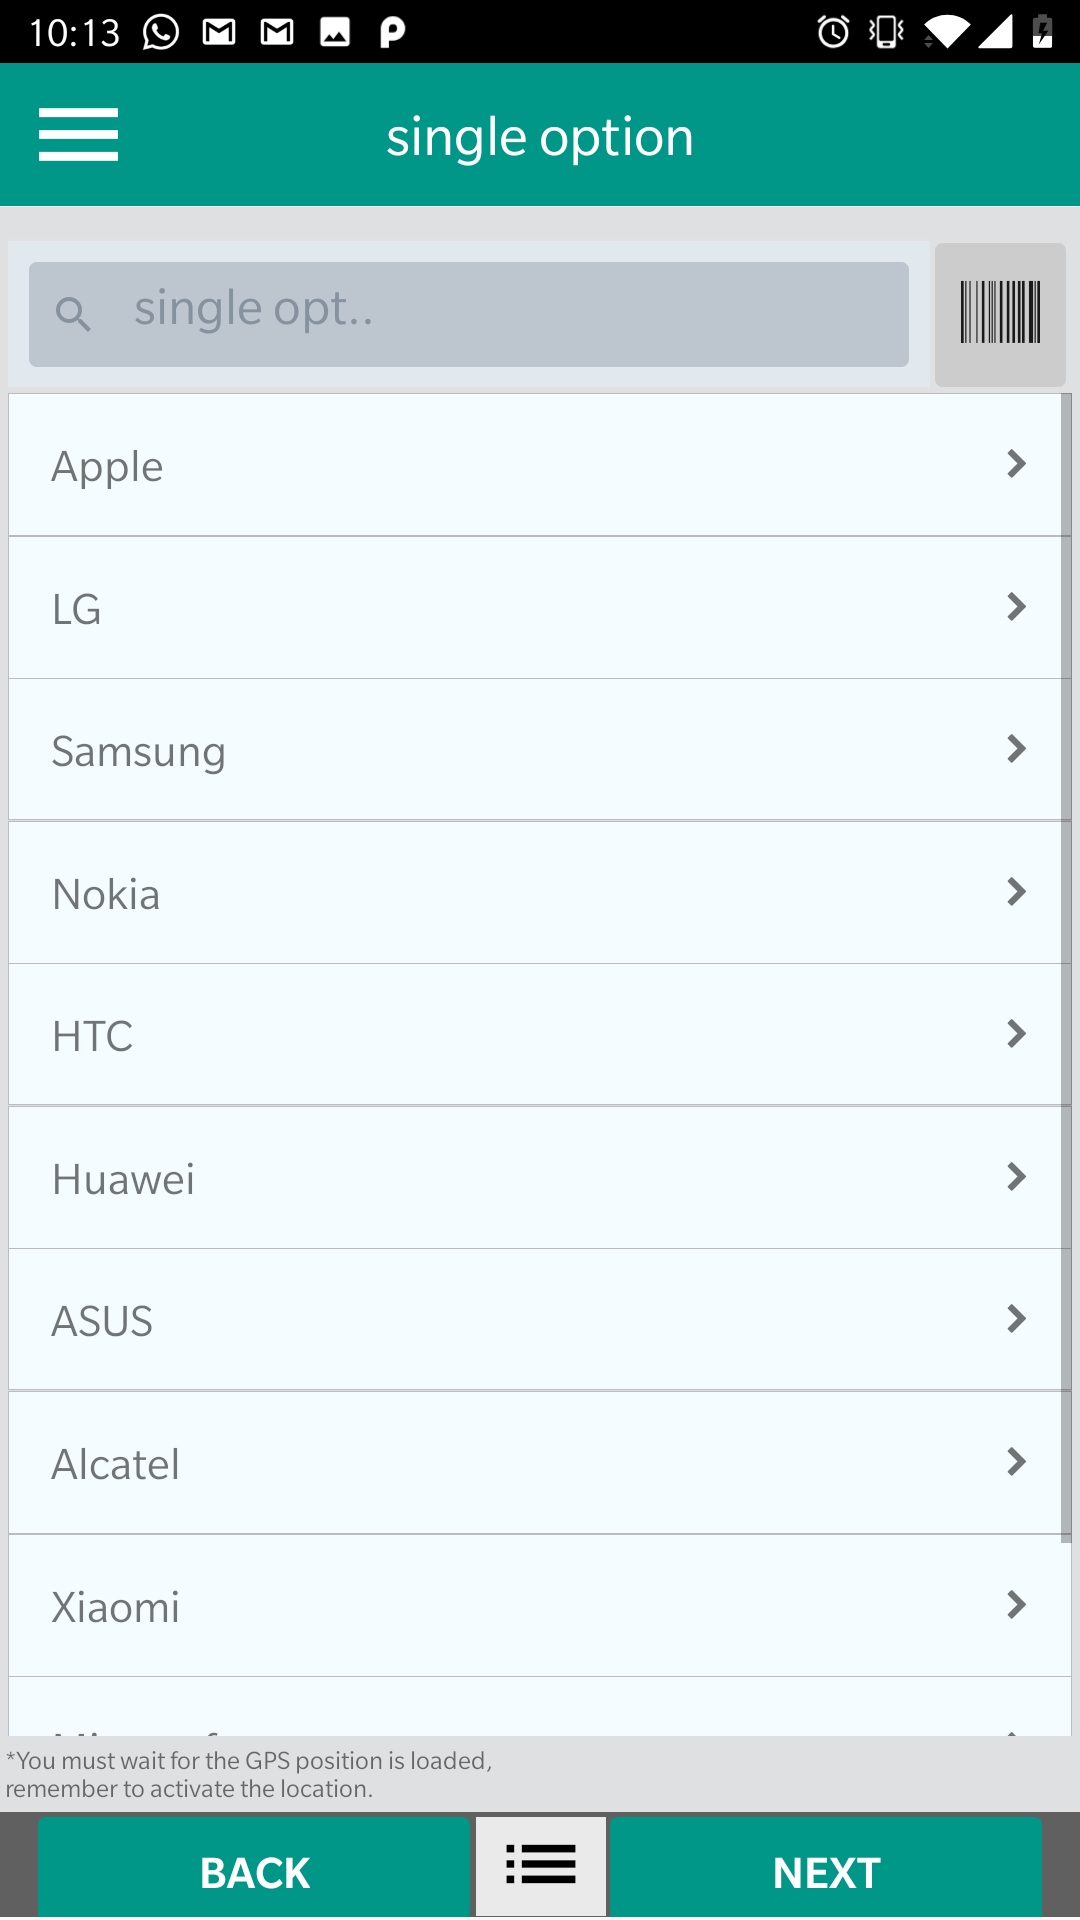 10:13
single option
single opt..
Apple
LG
Samsung
Nokia
HTC
Huawei
ASUS
Alcatel
Xiaomi
*You must wait for the GPS position is loaded,
remember to activate the location.
BACK
NEXT